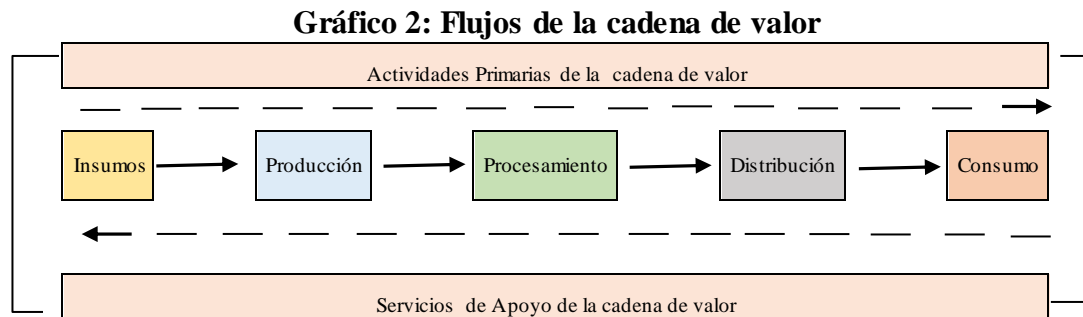 Gráfico 2: Flujos de la cadena de valor
Actividades Primarias de la cadena de valor
Insumos
Producción
Procesamiento
Distribución
Consumo
Servicios de Apoyo de la cadena de valor